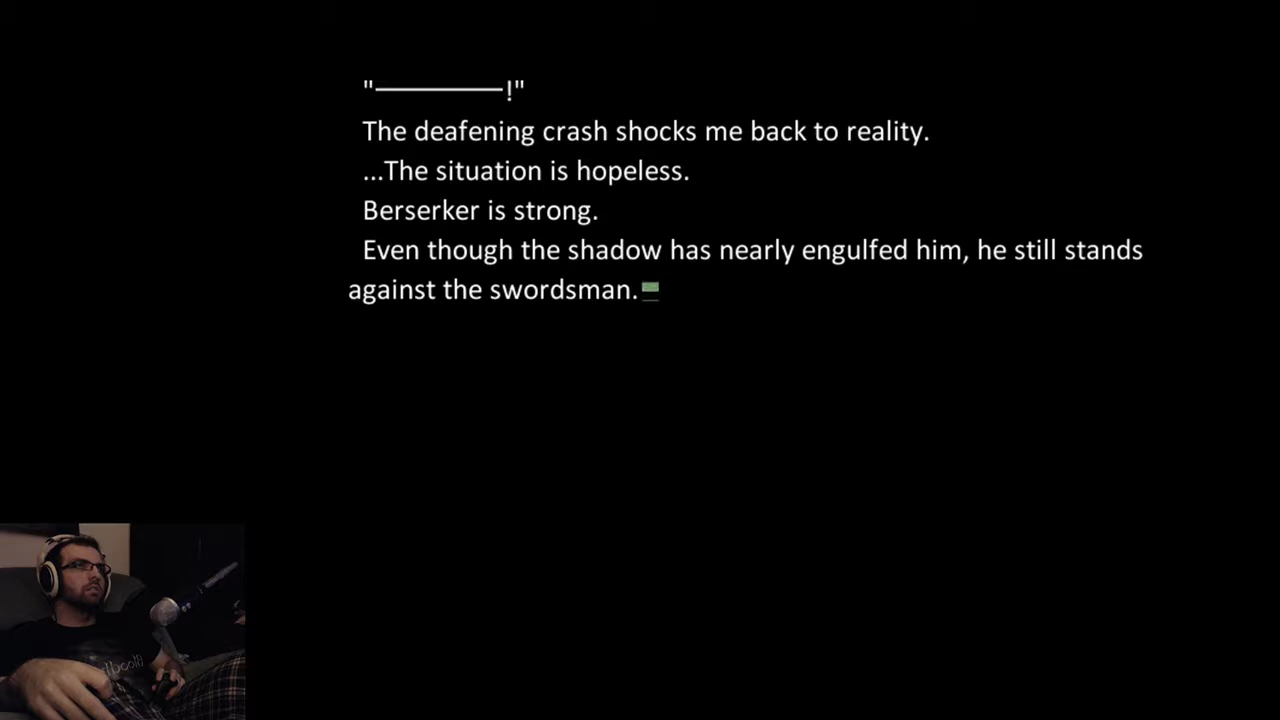 "―――――!"
The deafening crash shocks me back to reality.
...The situation is hopeless.
Berserker is strong.
Even though the shadow has nearly engulfed him, he still stands
against the swordsman.